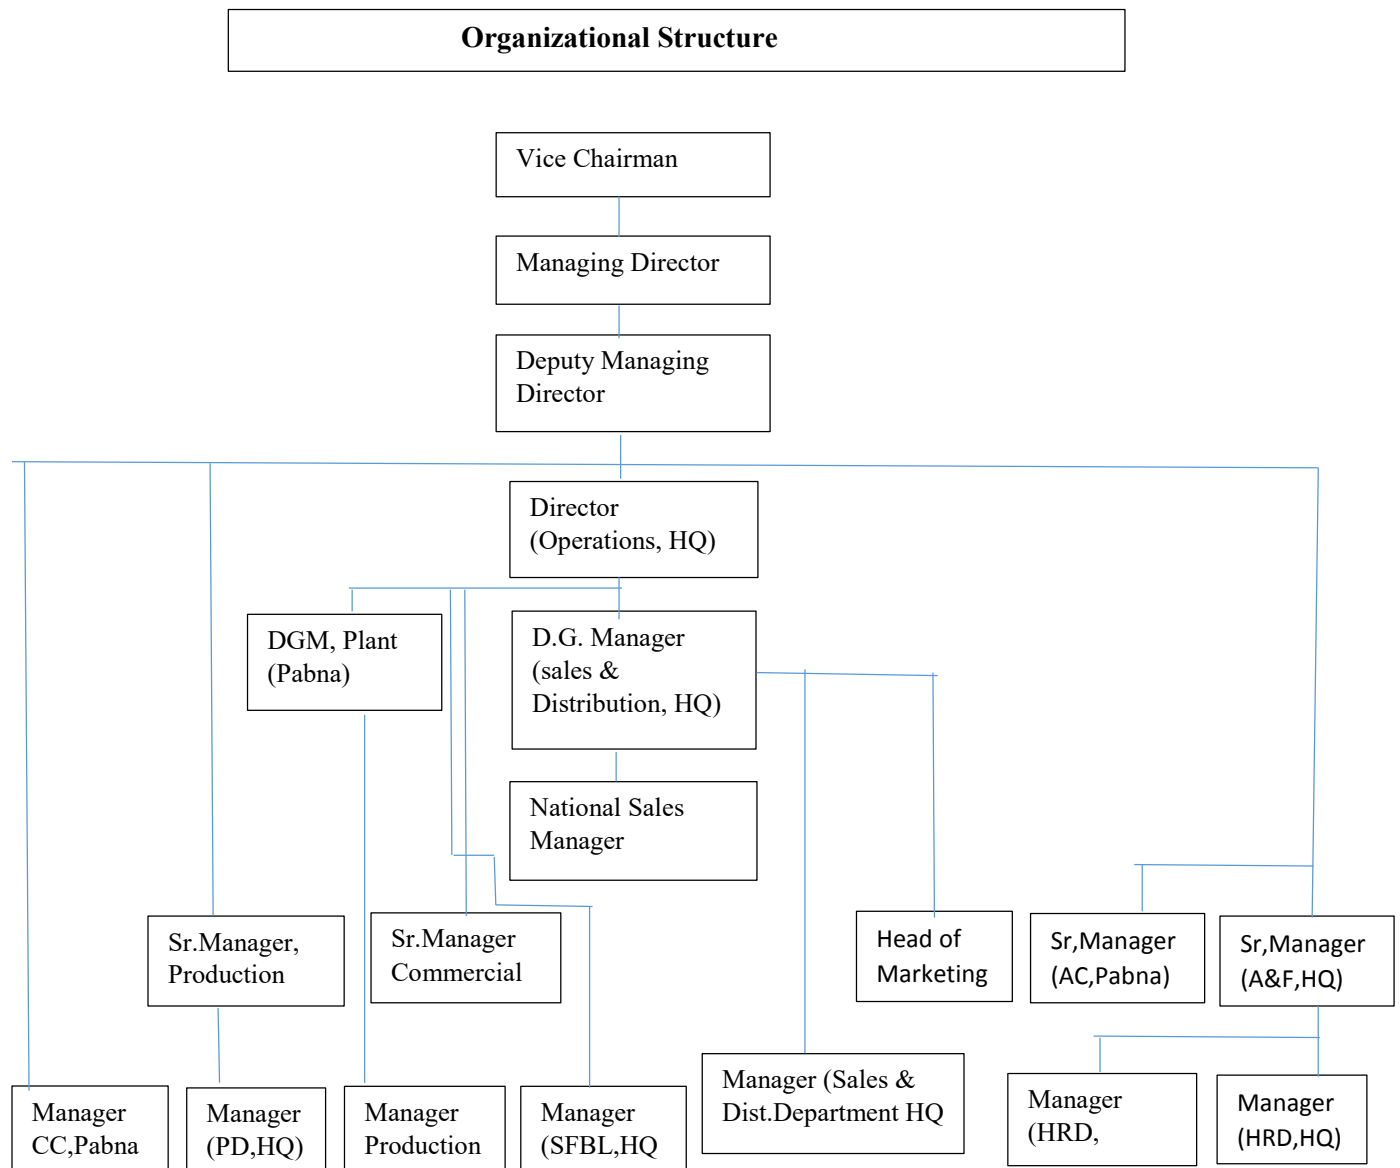 Organizational Structure
Vice Chairman
Managing Director
Deputy Managing
Director
Director
(Operations, HQ)
DGM, Plant
(Pabna)
D.G. Manager
(sales &
Distribution, HQ)
National Sales
Manager
Sr.Manager,
Production
Sr.Manager
Commercial
Head of
Marketing
Sr,Manager
(AC,Pabna)
Sr,Manager
(A&F,HQ)
Manager
CC,Pabna
Manager
(PD,HQ)
Manager
Production
Manager
(SFBL,HQ
Manager (Sales &
Dist.Department HQ
Manager
(HRD,
Manager
(HRD,HQ)